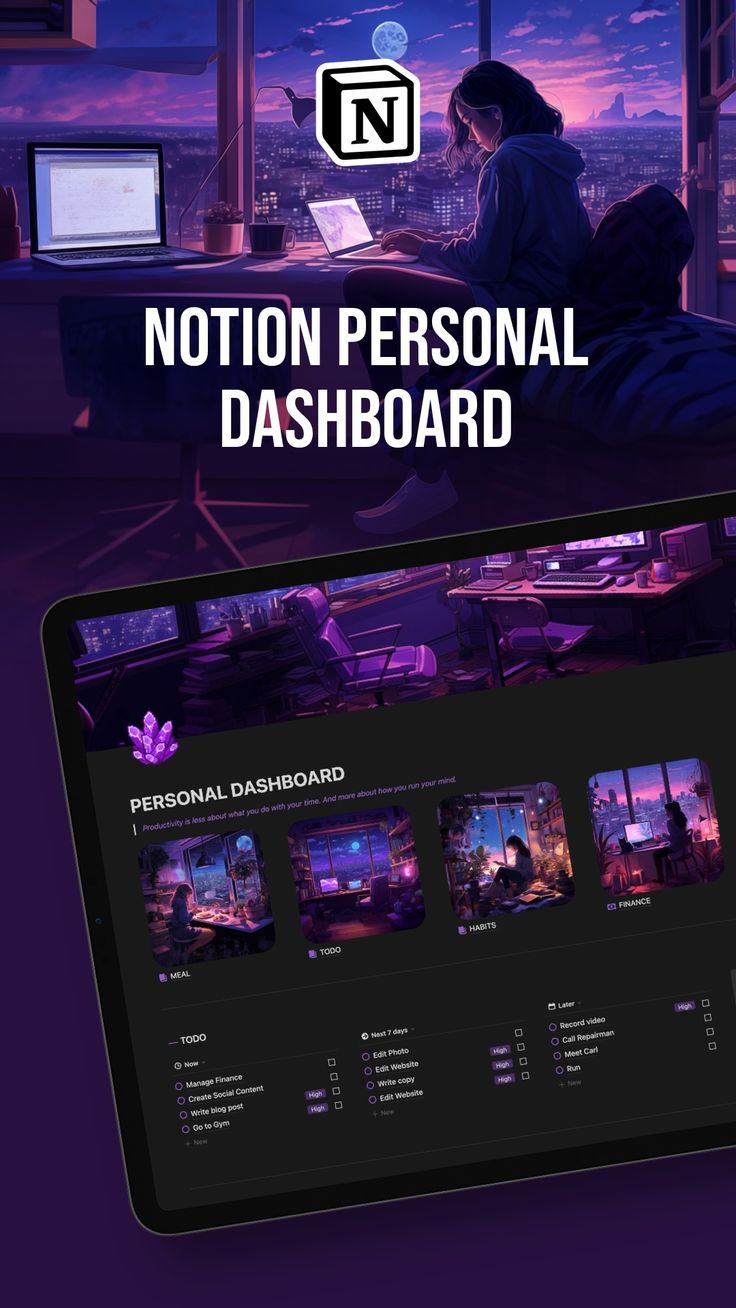 N
NOTION PERSONAL
DASHBOARD
PERSONAL DASHBOARD
Productivity is less about what you do with your time. And more about how you run your mind.
MEAL
TODO
HABITS
FINANCE
TODO
Now
Manage Finance
Create Social Content
Write blog post High
Go to Gym High
+ New
Next 7 days
Edit Photo
Edit Website High
Write copy High
Edit Website High
+ New
Later
Record video High
Call Repairman
Meet Carl
Run
+ New